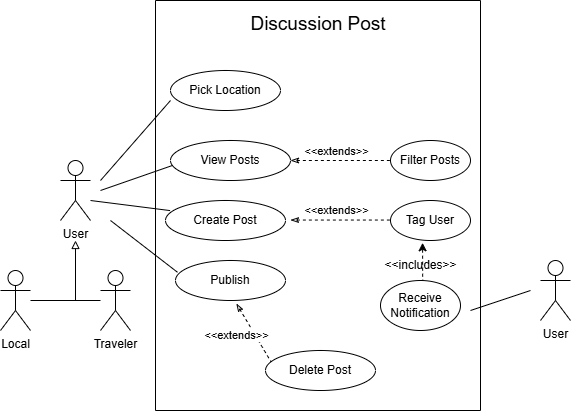 Discussion Post
Pick Location
View Posts
<<extends>>
Filter Posts
Create Post
<<extends>>
Tag User
User
Publish
<<includes>>
Receive
Notification
User
Local
Traveler
<<extends>>
Delete Post